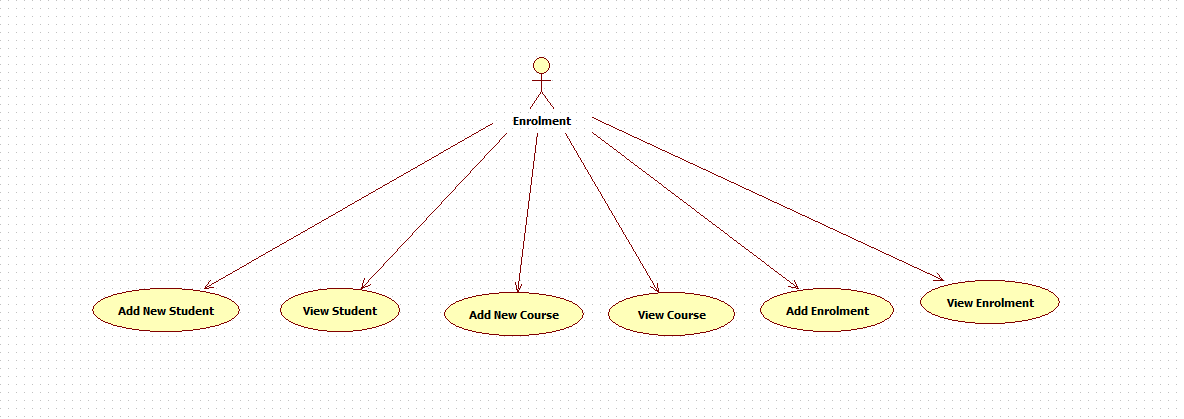 Enrolment
Add New Student
View Student
Add New Course
View Course
Add Enrolment
View Enrolment